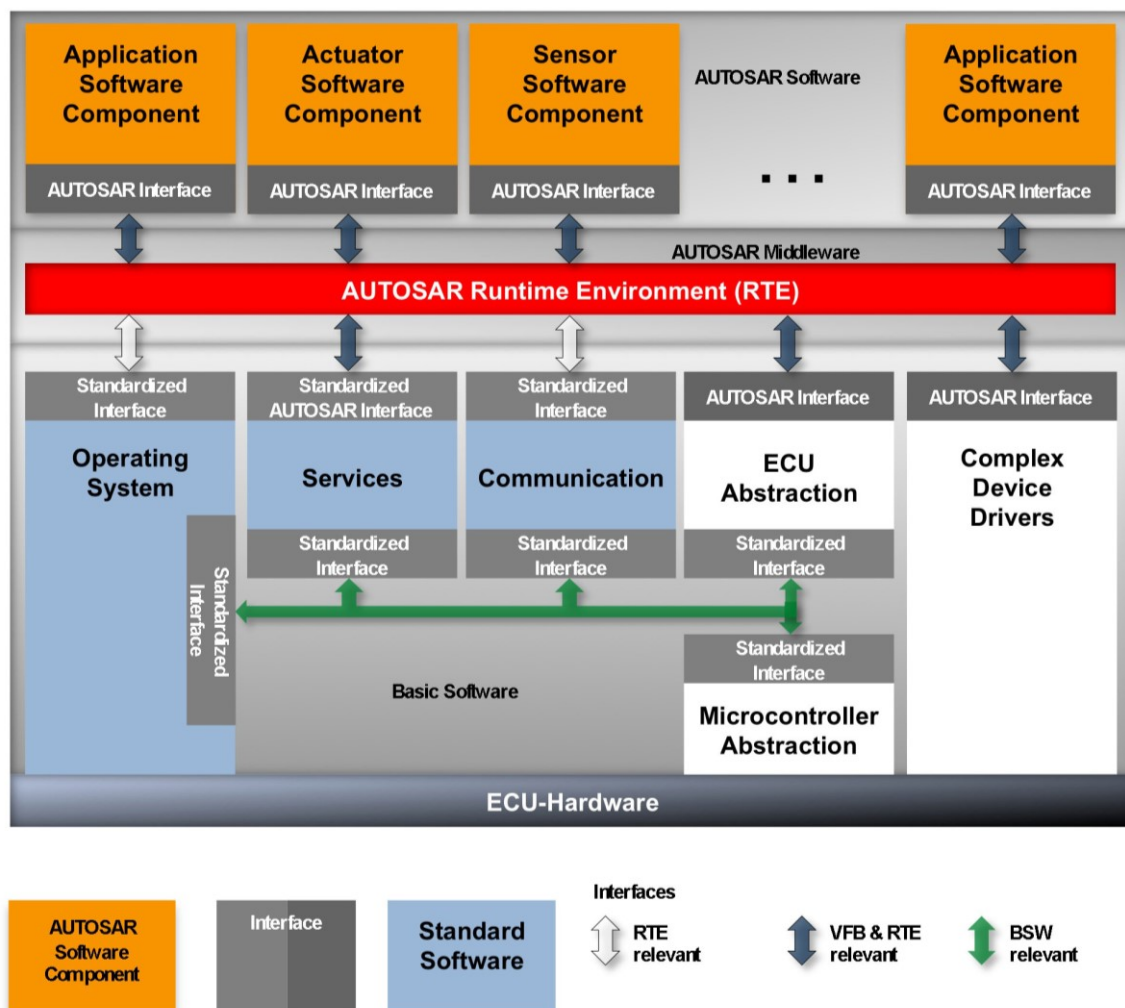 Application
Software
Component
AUTOSAR Interface
Actuator
Software
Component
AUTOSAR Interface
Sensor
Software
Component
AUTOSAR Interface
AUTOSAR Software
...
Application
Software
Component
AUTOSAR Interface
AUTOSAR Middleware
AUTOSAR Runtime Environment (RTE)
Standardized
Interface
Operating
System
Standardized
Interface
Standardized
AUTOSAR Interface
Services
Standardized
Interface
Standardized
Interface
Communication
Standardized
Interface
AUTOSAR Interface
ECU
Abstraction
Standardized
Interface
AUTOSAR Interface
Complex
Device
Drivers
Standardized
Interface
Microcontroller
Abstraction
Basic Software
ECU-Hardware
AUTOSAR
Software
Component
Interface
Standard
Software
Interfaces
RTE
relevant
VFB & RTE
relevant
BSW
relevant